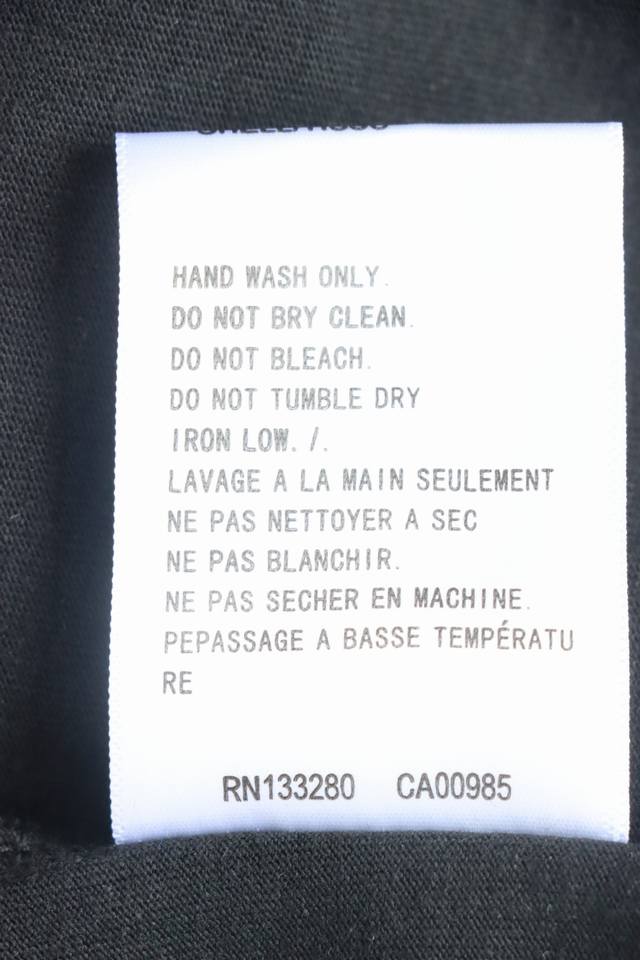 HAND WASH ONLY.
DO NOT BRY CLEAN.
DO NOT BLEACH.
DO NOT TUMBLE DRY
IRON LOW. /.
LAVAGE A LA MAIN SEULEMENT
NE PAS NETTOYER A SEC
NE PAS BLANCHIR.
NE PAS SECHER EN MACHINE.
PEPASSAGE A BASSE TEMPÉRATU
RE
RN133280 CA00985